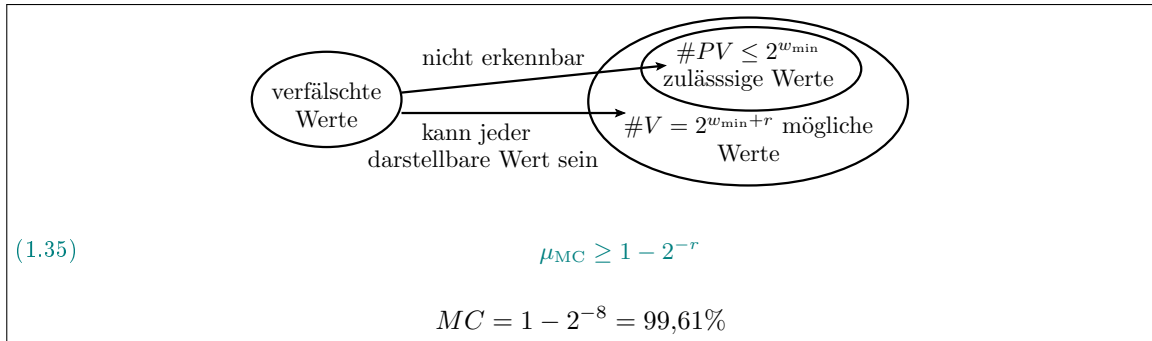 nicht erkennbar
#PV ≤ 2^{w_min}
zulässsige Werte
verfälschte
Werte
#V = 2^{w_min+r} mögliche
Werte
kann jeder
darstellbare Wert sein
(1.35) μ_MC ≥ 1 − 2^{−r}
MC = 1 − 2^{−8} = 99,61%